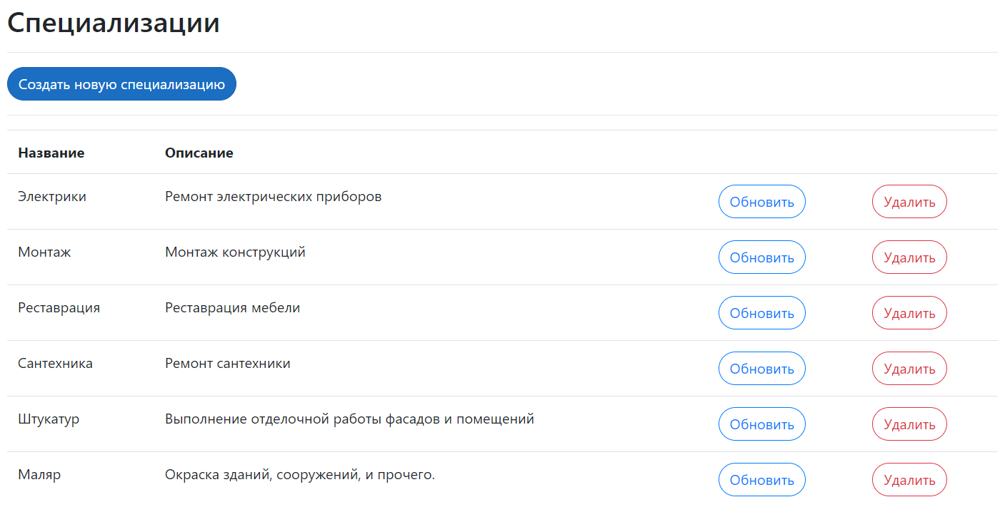 Специализации
Создать новую специализацию
Название Описание
Электрики Ремонт электрических приборов Обновить Удалить
Монтаж Монтаж конструкций Обновить Удалить
Реставрация Реставрация мебели Обновить Удалить
Сантехника Ремонт сантехники Обновить Удалить
Штукатур Выполнение отделочной работы фасадов и помещений Обновить Удалить
Маляр Окраска зданий, сооружений, и прочего. Обновить Удалить